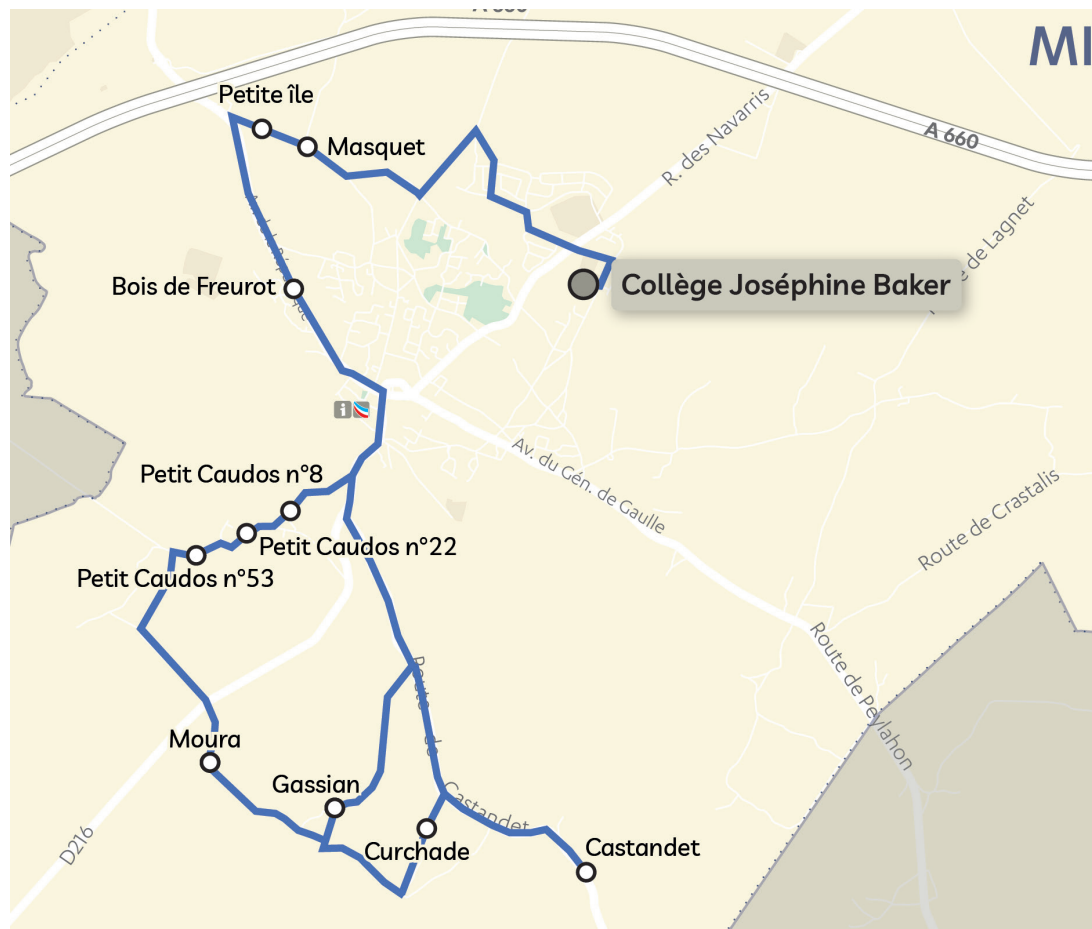 A 660
MI
Petite île
Masquet
R. des Navarris
A 660
Bois de Freurot
Collège Joséphine Baker
de Lagnet
i
Av. du Gén. de Gaulle
Petit Caudos n°8
Petit Caudos n°22
Petit Caudos n°53
Route de Crastalis
Route de Peylahon
Route de Castandet
Moura
Gassian
Curchade
Castandet
D216